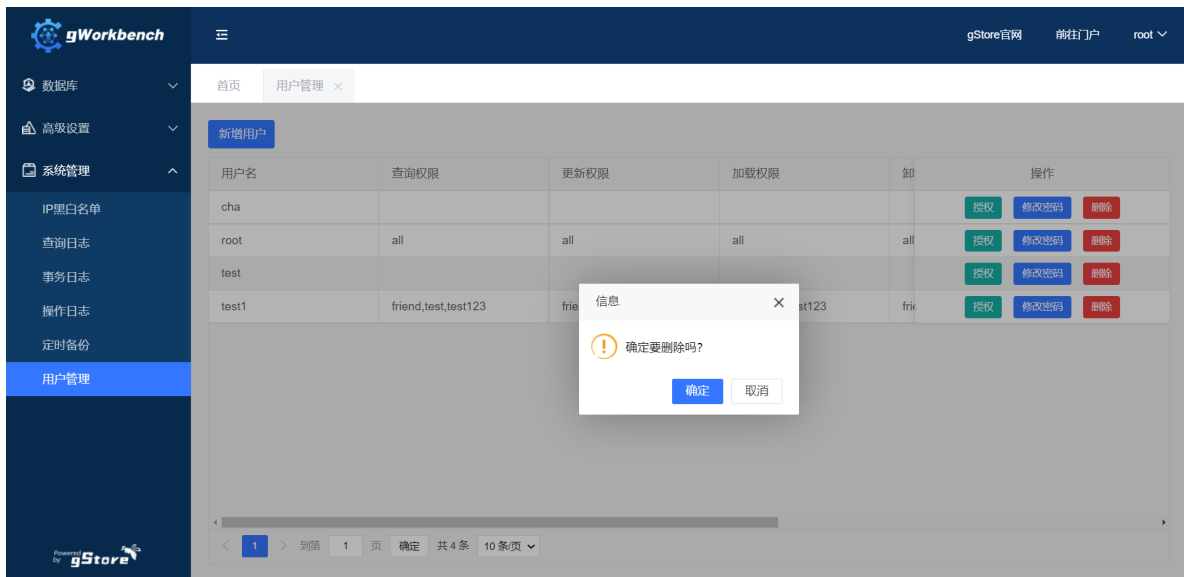 gWorkbench
gStore官网 前往门户 root
数据库
高级设置
系统管理
IP黑白名单
查询日志
事务日志
操作日志
定时备份
用户管理
Powered by gStore
首页 用户管理
新增用户
用户名 查询权限 更新权限 加载权限 卸 操作
cha 授权 修改密码 删除
root all all all all 授权 修改密码 删除
test 授权 修改密码 删除
test1 friend,test,test123 frie st123 frie 授权 修改密码 删除
信息
确定要删除吗?
确定 取消
1 到第 1 页 确定 共 4 条 10 条/页